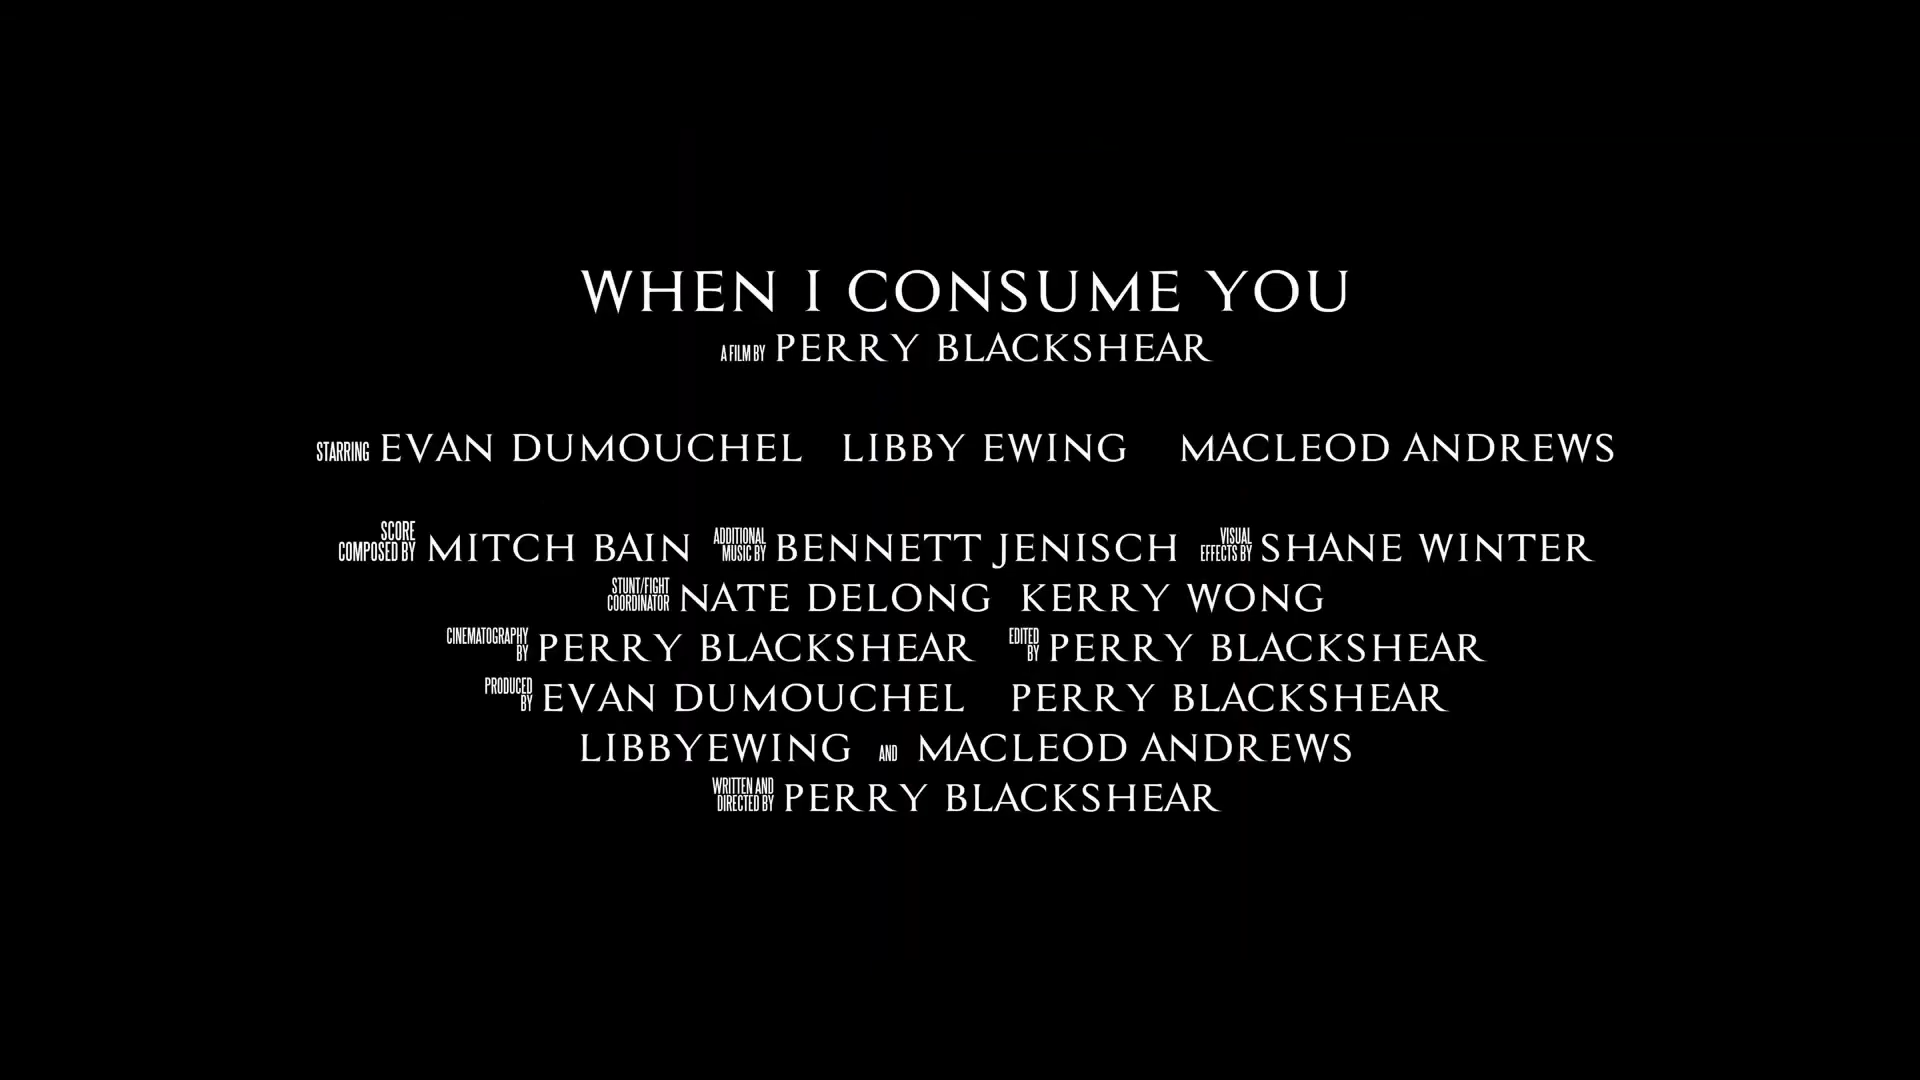 WHEN I CONSUME YOU
A FILM BY PERRY BLACKSHEAR
STARRING EVAN DUMOUCHEL LIBBY EWING MACLEOD ANDREWS
SCORE COMPOSED BY MITCH BAIN ADDITIONAL MUSIC BY BENNETT JENISCH VISUAL EFFECTS BY SHANE WINTER
STUNT/FIGHT COORDINATOR NATE DELONG KERRY WONG
CINEMATOGRAPHY BY PERRY BLACKSHEAR EDITED BY PERRY BLACKSHEAR
PRODUCED BY EVAN DUMOUCHEL PERRY BLACKSHEAR
LIBBYEWING AND MACLEOD ANDREWS
WRITTEN AND DIRECTED BY PERRY BLACKSHEAR